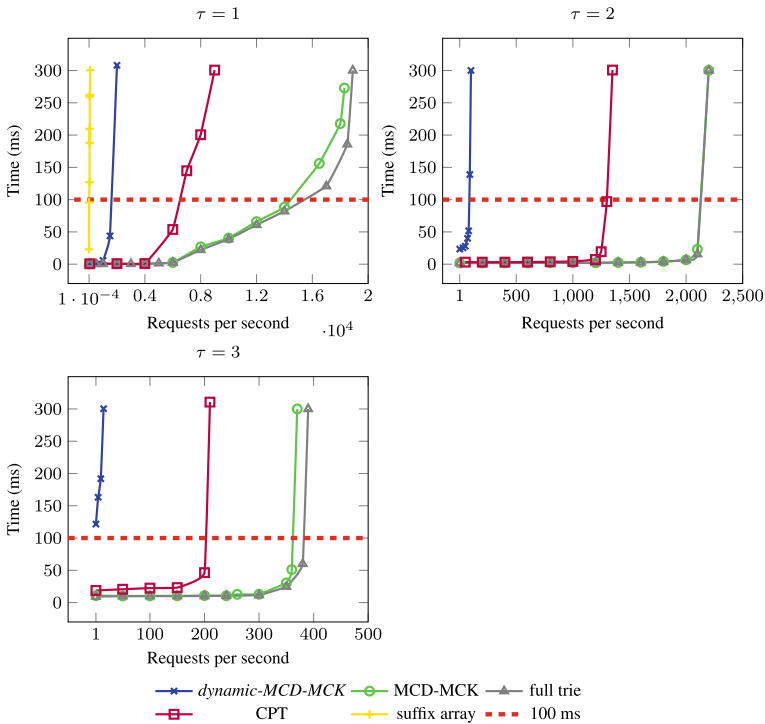 τ = 1
τ = 2
300
250
200
150
100
50
0
Time (ms)
1 · 10−4 0.4 0.8 1.2 1.6 2
Requests per second
·10⁴
300
250
200
150
100
50
0
Time (ms)
1 500 1,000 1,500 2,000 2,500
Requests per second
τ = 3
300
250
200
150
100
50
0
Time (ms)
1 100 200 300 400 500
Requests per second
dynamic-MCD-MCK MCD-MCK full trie
CPT suffix array 100 ms